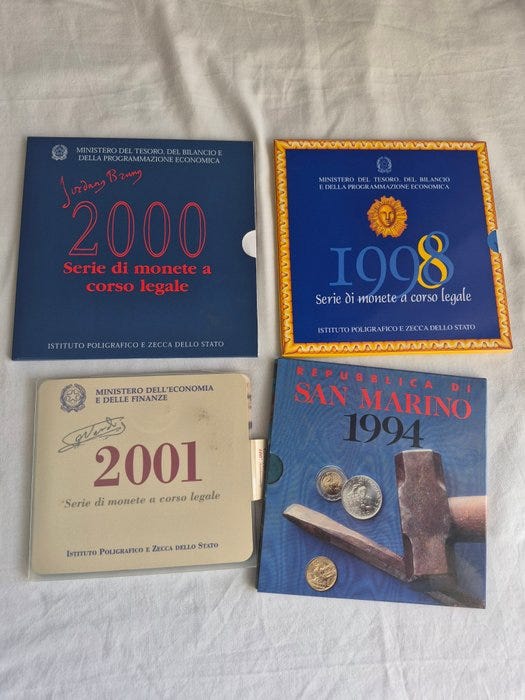 MINISTERO DEL TESORO, DEL BILANCIO E
DELLA PROGRAMMAZIONE ECONOMICA
Jordang Brung
2000
Serie di monete a
corso legale
ISTITUTO POLIGRAFICO E ZECCA DELLO STATO
MINISTERO DEL TESORO, DEL BILANCIO
E DELLA PROGRAMMAZIONE ECONOMICA
1998
Serie di monete a corso legale
ISTITUTO POLIGRAFICO E ZECCA DELLO STATO
MINISTERO DELL'ECONOMIA
E DELLE FINANZE
GVerdi
2001
Serie di monete a corso legale
ISTITUTO POLIGRAFICO E ZECCA DELLO STATO
REPUBBLICA DI
SAN MARINO
1994